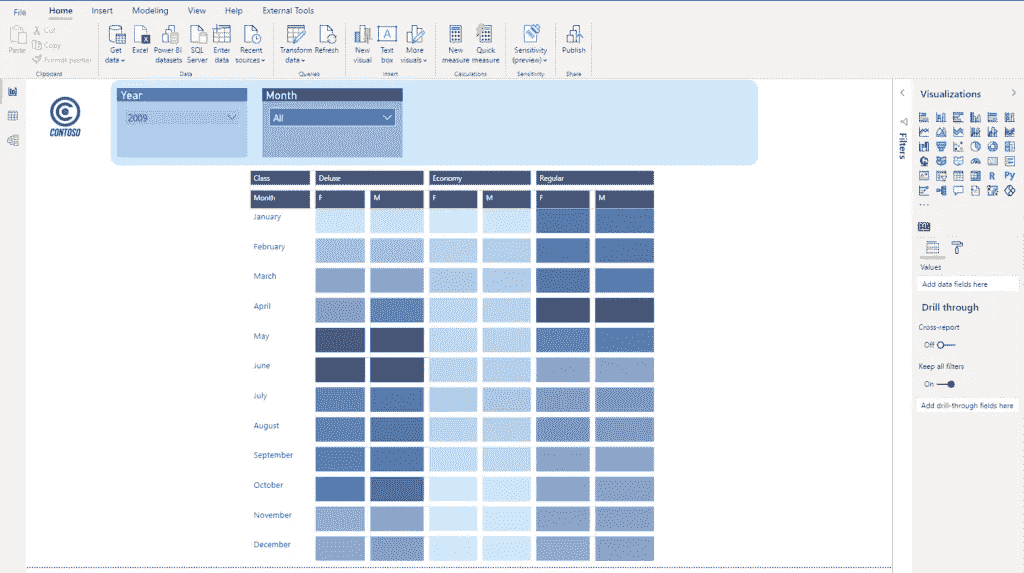 File Home Insert Modeling View Help External Tools
Paste
Cut
Copy
Format painter
Clipboard
Get data
Excel
Power BI datasets
SQL Server
Enter data
Recent sources
Data
Transform data
Refresh
Queries
New visual
Text box
More visuals
Insert
New measure
Quick measure
Calculations
Sensitivity (preview)
Sensitivity
Publish
Share
CONTOSO
Year
2009
Month
All
Class Deluxe Economy Regular
Month F M F M F M
January
February
March
April
May
June
July
August
September
October
November
December
Filters
Visualizations
R Py
Values
Add data fields here
Drill through
Cross-report
Off
Keep all filters
On
Add drill-through fields here